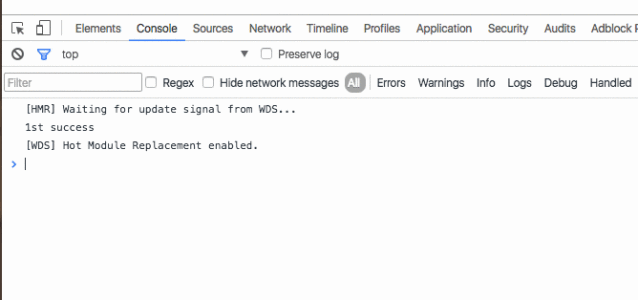 Elements Console Sources Network Timeline Profiles Application Security Audits Adblock P
top Preserve log
Filter Regex Hide network messages All Errors Warnings Info Logs Debug Handled
[HMR] Waiting for update signal from WDS...
1st success
[WDS] Hot Module Replacement enabled.